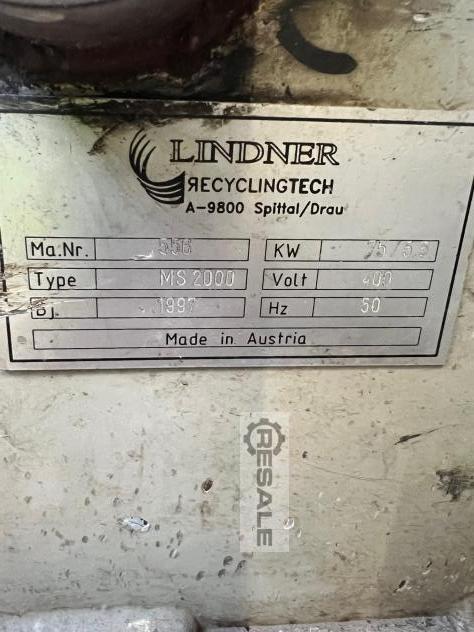 LINDNER
RECYCLINGTECH
A-9800 Spittal/Drau
Ma.Nr. KW
Type MS 2000 Volt 400
Bj. 1997 Hz 50
Made in Austria
RESALE